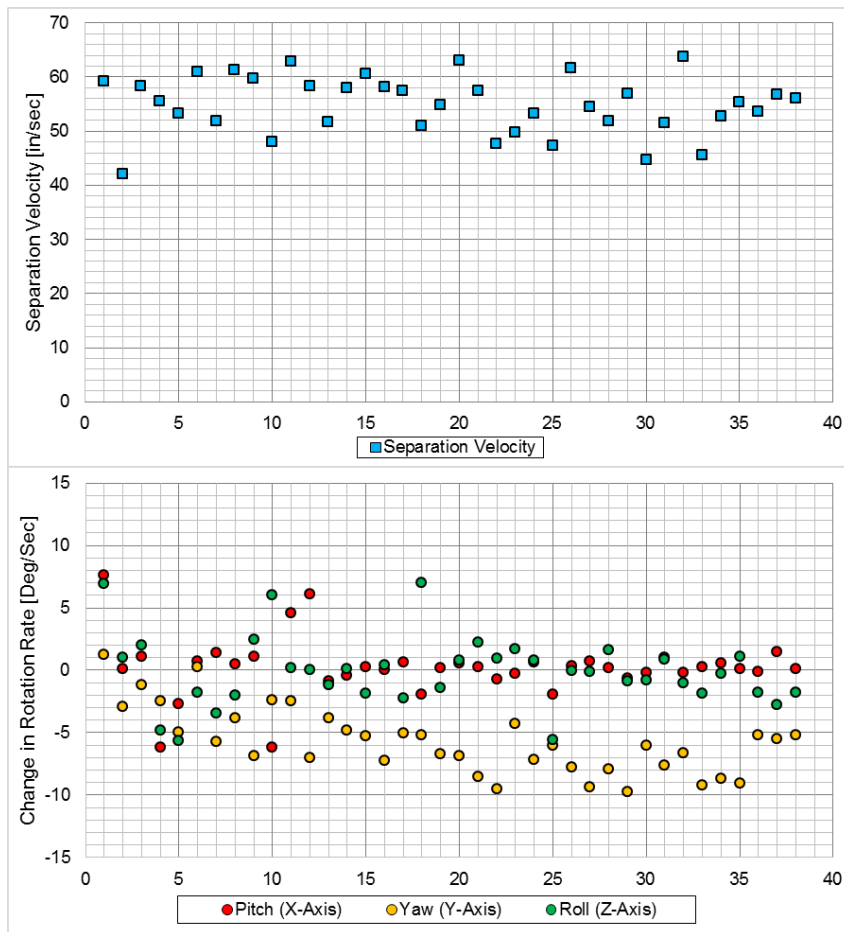 70
60
50
40
30
20
10
0
Separation Velocity [in/sec]
0 5 10 15 20 25 30 35 40
Separation Velocity
15
10
5
0
-5
-10
-15
Change in Rotation Rate [Deg/Sec]
0 5 10 15 20 25 30 35 40
Pitch (X-Axis) Yaw (Y-Axis) Roll (Z-Axis)